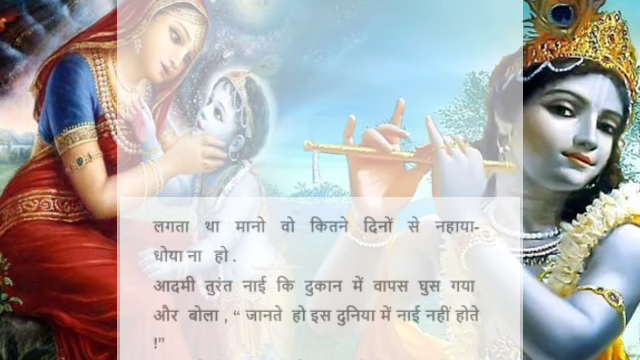 लगता था मानो वो कितने दिनों से नहाया-
धोया ना हो .
आदमी तुरंत नाई कि दुकान में वापस घुस गया
और बोला , “ जानते हो इस दुनिया में नाई नहीं होते
!”